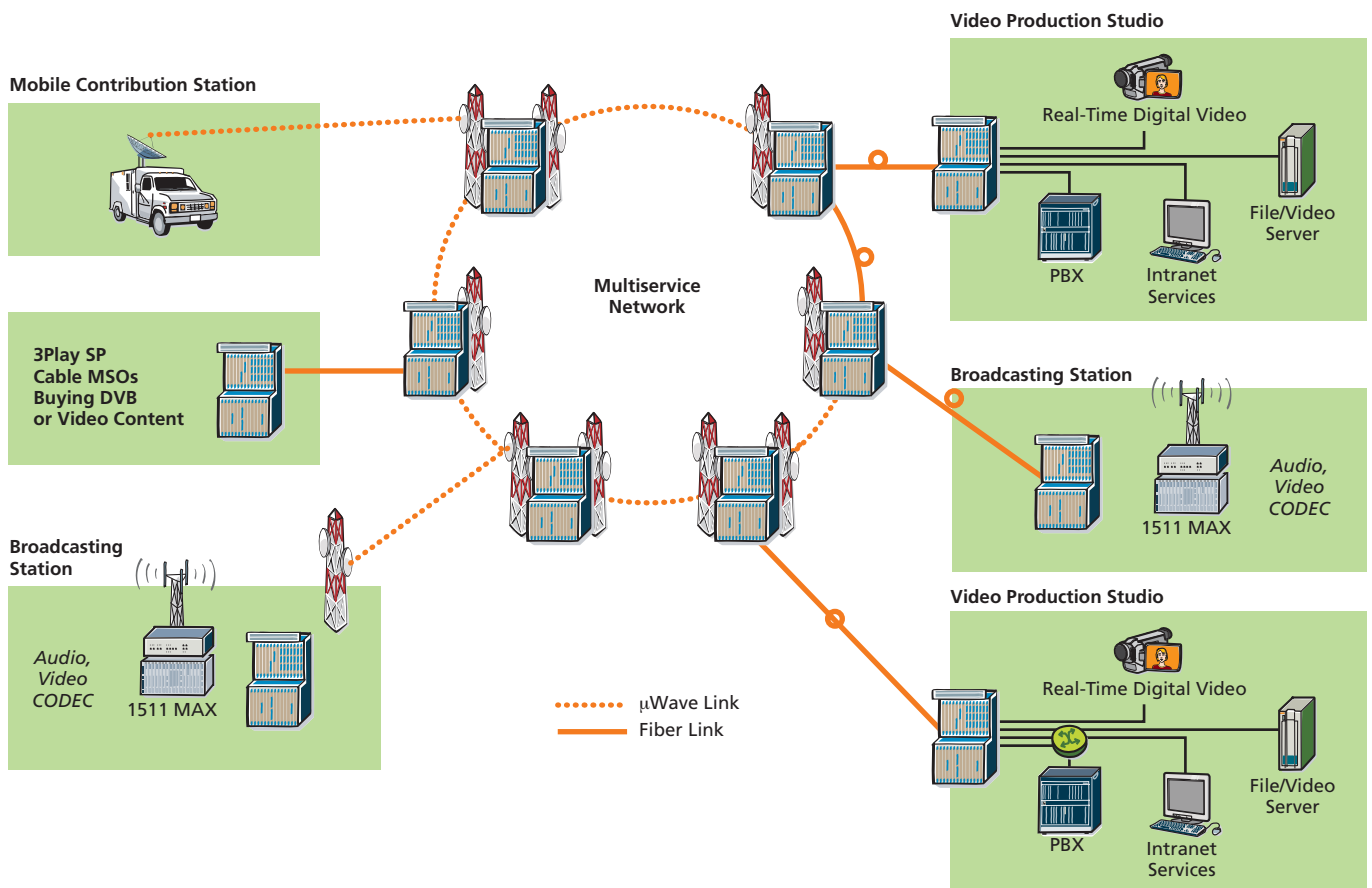 Mobile Contribution Station
3Play SP
Cable MSOs
Buying DVB
or Video Content
Broadcasting
Station
Audio,
Video
CODEC
1511 MAX
Multiservice
Network
µWave Link
Fiber Link
Video Production Studio
Real-Time Digital Video
PBX
Intranet
Services
File/Video
Server
Broadcasting Station
1511 MAX
Audio,
Video
CODEC
Video Production Studio
Real-Time Digital Video
PBX
Intranet
Services
File/Video
Server